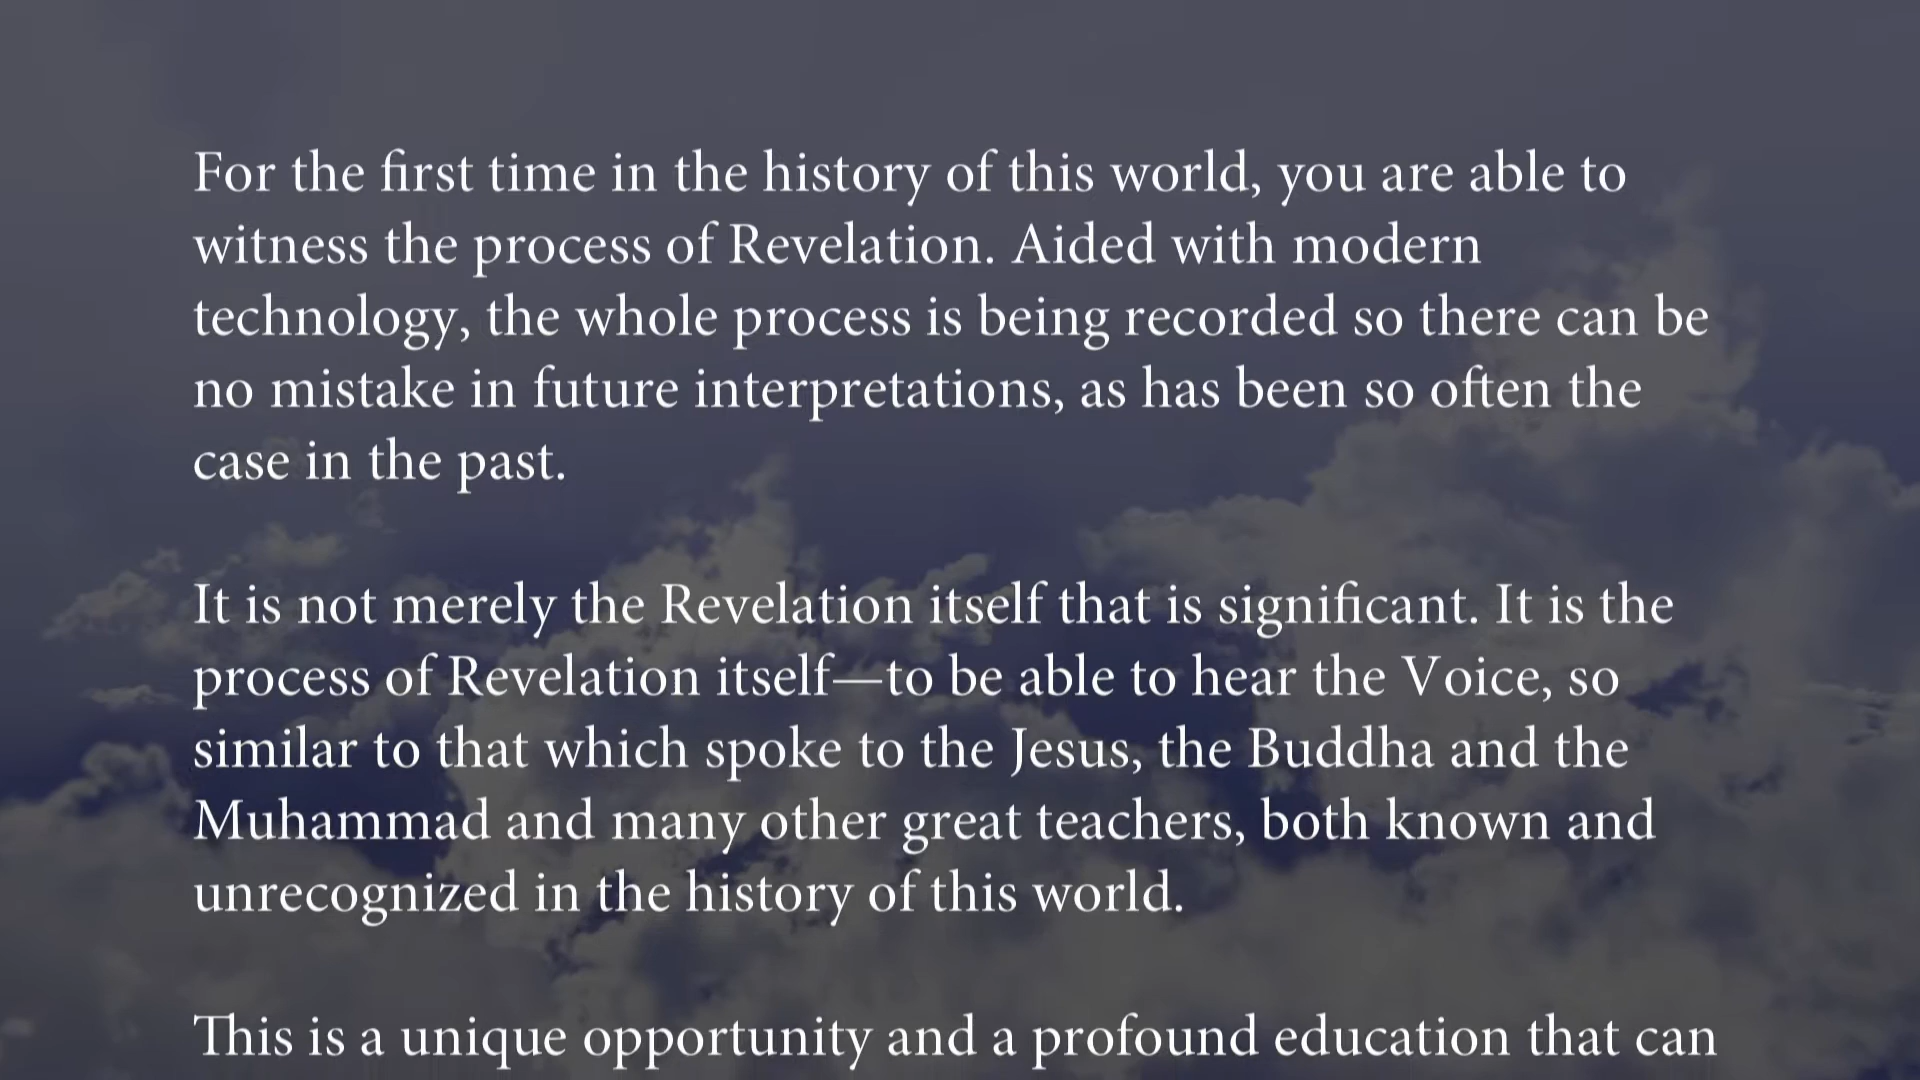 For the first time in the history of this world, you are able to
witness the process of Revelation. Aided with modern
technology, the whole process is being recorded so there can be
no mistake in future interpretations, as has been so often the
case in the past.
It is not merely the Revelation itself that is significant. It is the
process of Revelation itself—to be able to hear the Voice, so
similar to that which spoke to the Jesus, the Buddha and the
Muhammad and many other great teachers, both known and
unrecognized in the history of this world.
This is a unique opportunity and a profound education that can